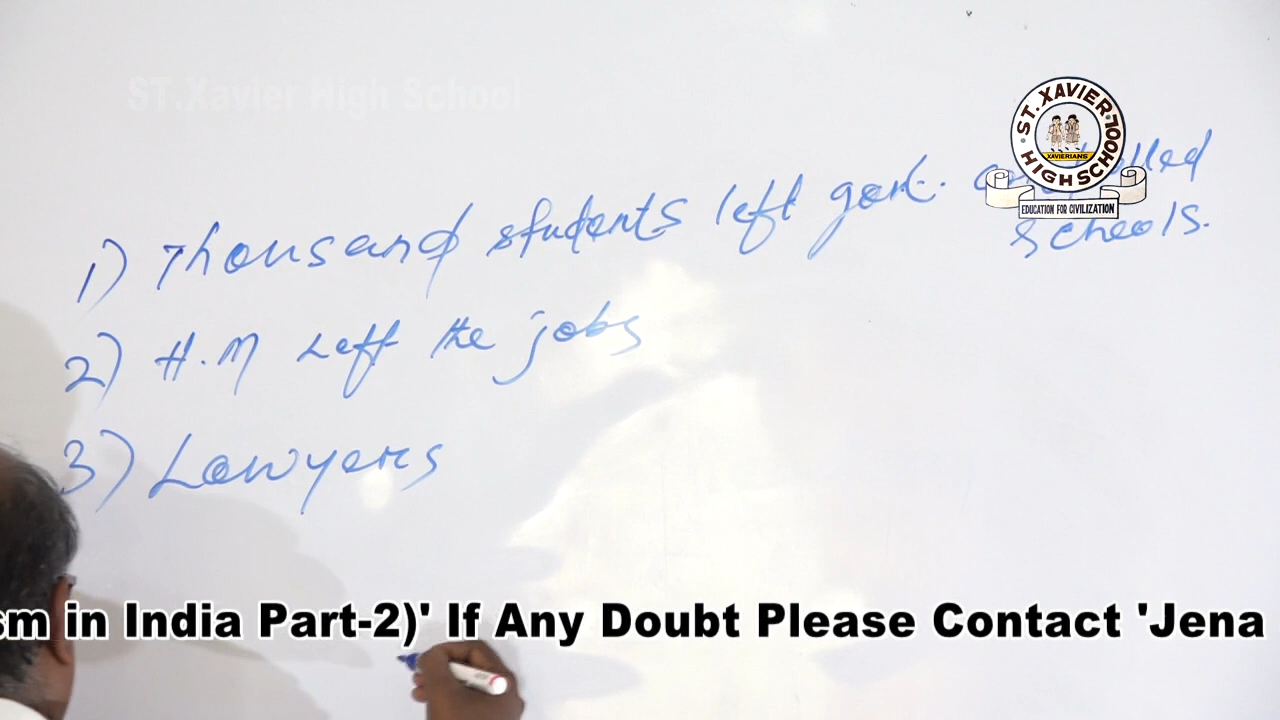 ST.Xavier High School
ST. XAVIER
HIGH SCHOOL
XAVIERIANS
EDUCATION FOR CIVILIZATION
1) Thousand students left govt.
schools.
2) H.M Left the jobs
3) Lawyers
sm in India Part-2)' If Any Doubt Please Contact 'Jena